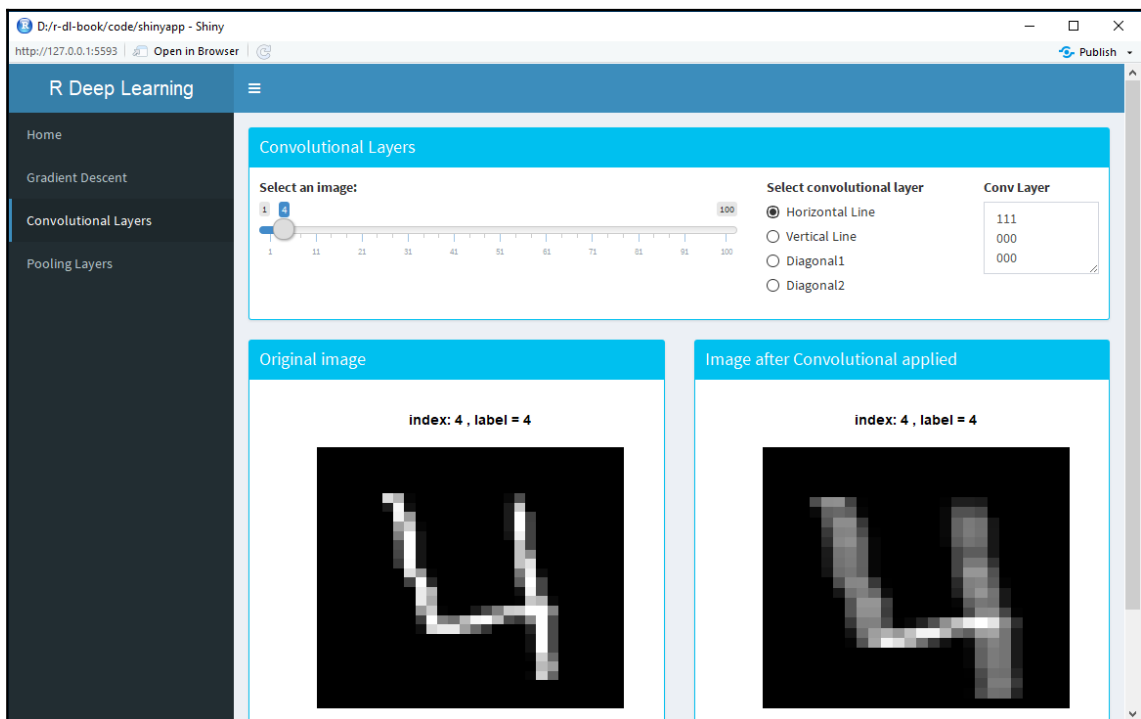 D:/r-dl-book/code/shinyapp - Shiny
http://127.0.0.1:5593 Open in Browser Publish
R Deep Learning
Home
Gradient Descent
Convolutional Layers
Pooling Layers
Convolutional Layers
Select an image:
1 4 100
1 11 21 31 41 51 61 71 81 91 100
Select convolutional layer
Horizontal Line
Vertical Line
Diagonal1
Diagonal2
Conv Layer
111
000
000
Original image
index: 4 , label = 4
Image after Convolutional applied
index: 4 , label = 4